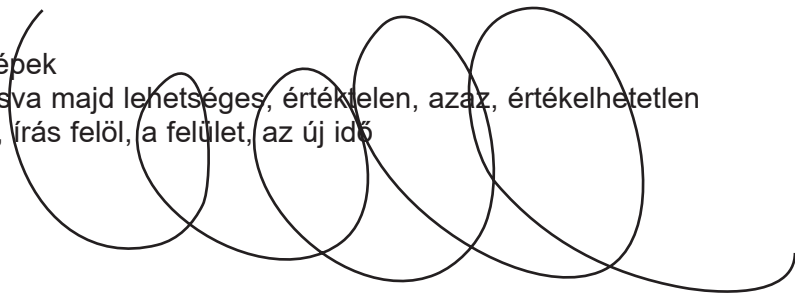 épek
sva majd lehetséges, értéktelen, azaz, értékelhetetlen
, írás felöl, a felület, az új idő